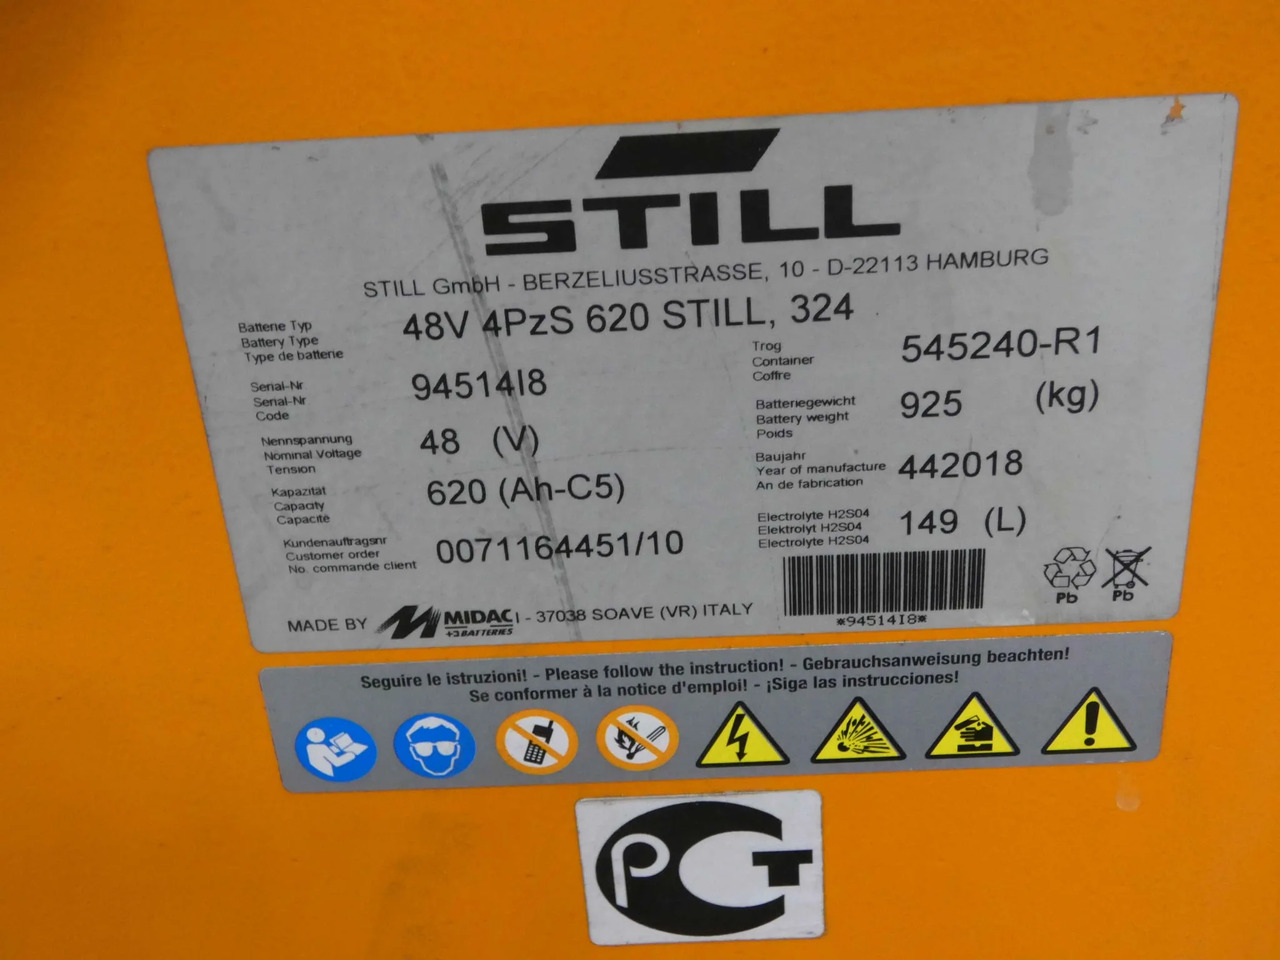 STILL
STILL GmbH - BERZELIUSSTRASSE, 10 - D-22113 HAMBURG
Batterie Typ
Battery Type
Type de batterie
48V 4PzS 620 STILL, 324
Serial-Nr
Serial-Nr
Code
94514I8
Nennspannung
Nominal Voltage
Tension
48 (V)
Kapazität
Capacity
Capacité
620 (Ah-C5)
Kundenauftragsnr
Customer order
No. commande client
0071164451/10
Trog
Container
Coffre
545240-R1
Batteriegewicht
Battery weight
Poids
925 (kg)
Baujahr
Year of manufacture
An de fabrication
442018
Electrolyte H2S04
Elektrolyt H2S04
Electrolyte H2S04
149 (L)
*94514I8*
Pb
Pb
MADE BY MIDAC I - 37038 SOAVE (VR) ITALY
+3 BATTERIES
Seguire le istruzioni! - Please follow the instruction! - Gebrauchsanweisung beachten!
Se conformer à la notice d'emploi! - ¡Siga las instrucciones!
РСТ